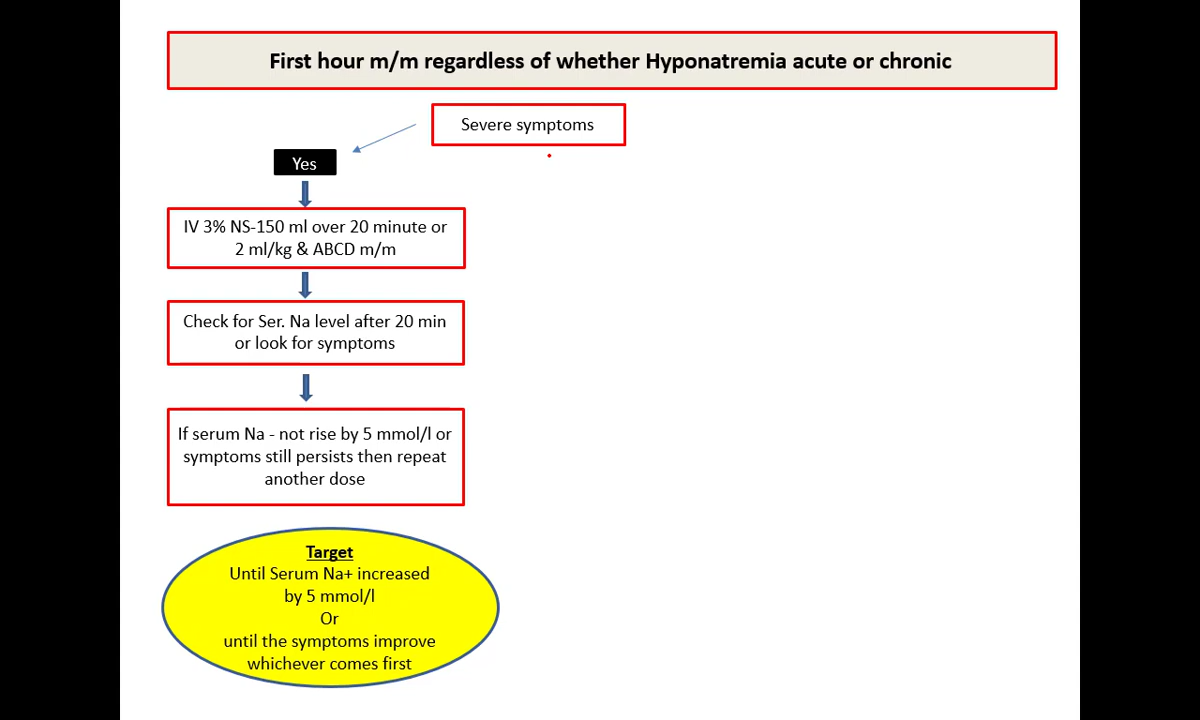 First hour m/m regardless of whether Hyponatremia acute or chronic
Severe symptoms
Yes
IV 3% NS-150 ml over 20 minute or
2 ml/kg & ABCD m/m
Check for Ser. Na level after 20 min
or look for symptoms
If serum Na - not rise by 5 mmol/l or
symptoms still persists then repeat
another dose
Target
Until Serum Na+ increased
by 5 mmol/l
Or
until the symptoms improve
whichever comes first